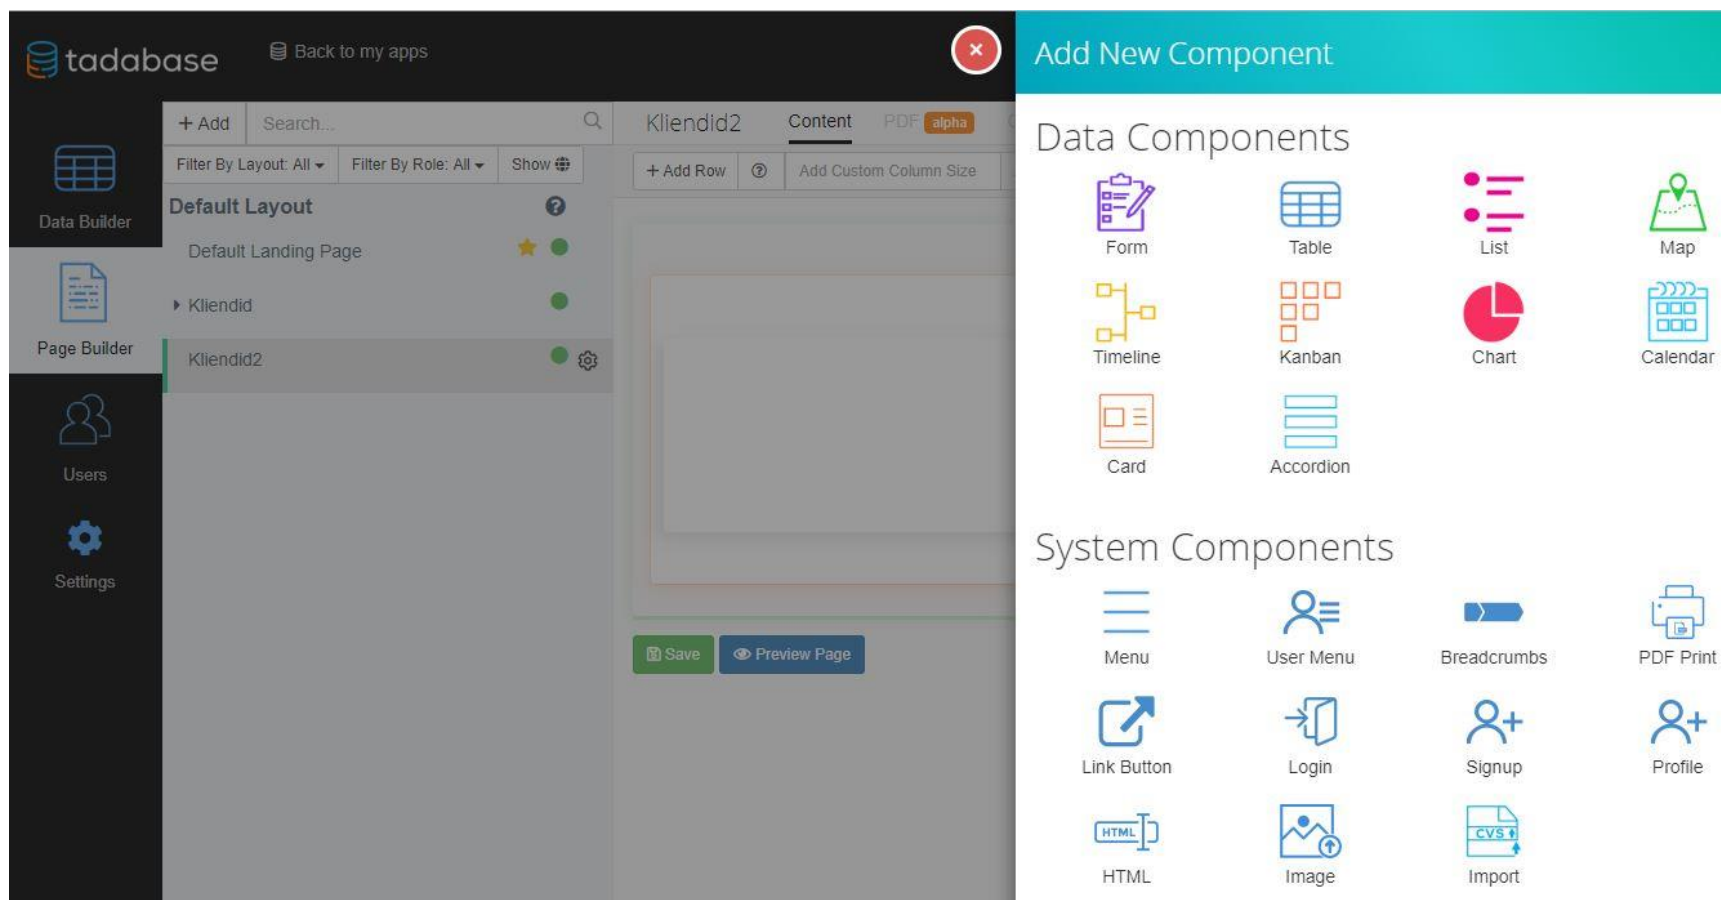 tadabase
Back to my apps
Add New Component
Data Builder
Page Builder
Users
Settings
+ Add
Search...
Filter By Layout: All
Filter By Role: All
Show
Default Layout
Default Landing Page
Kliendid
Kliendid2
Kliendid2
Content
PDF alpha
+ Add Row
Add Custom Column Size
Save
Preview Page
Data Components
Form
Table
List
Map
Timeline
Kanban
Chart
Calendar
Card
Accordion
System Components
Menu
User Menu
Breadcrumbs
PDF Print
Link Button
Login
Signup
Profile
HTML
HTML
Image
CVS
Import